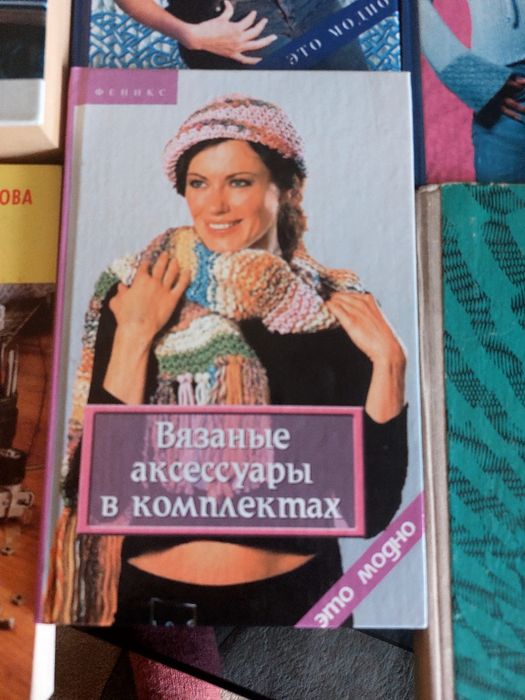 ЭТО МОДНО
ФЕНИКС
ОВА
Вязаные
аксессуары
в комплектах
это модно